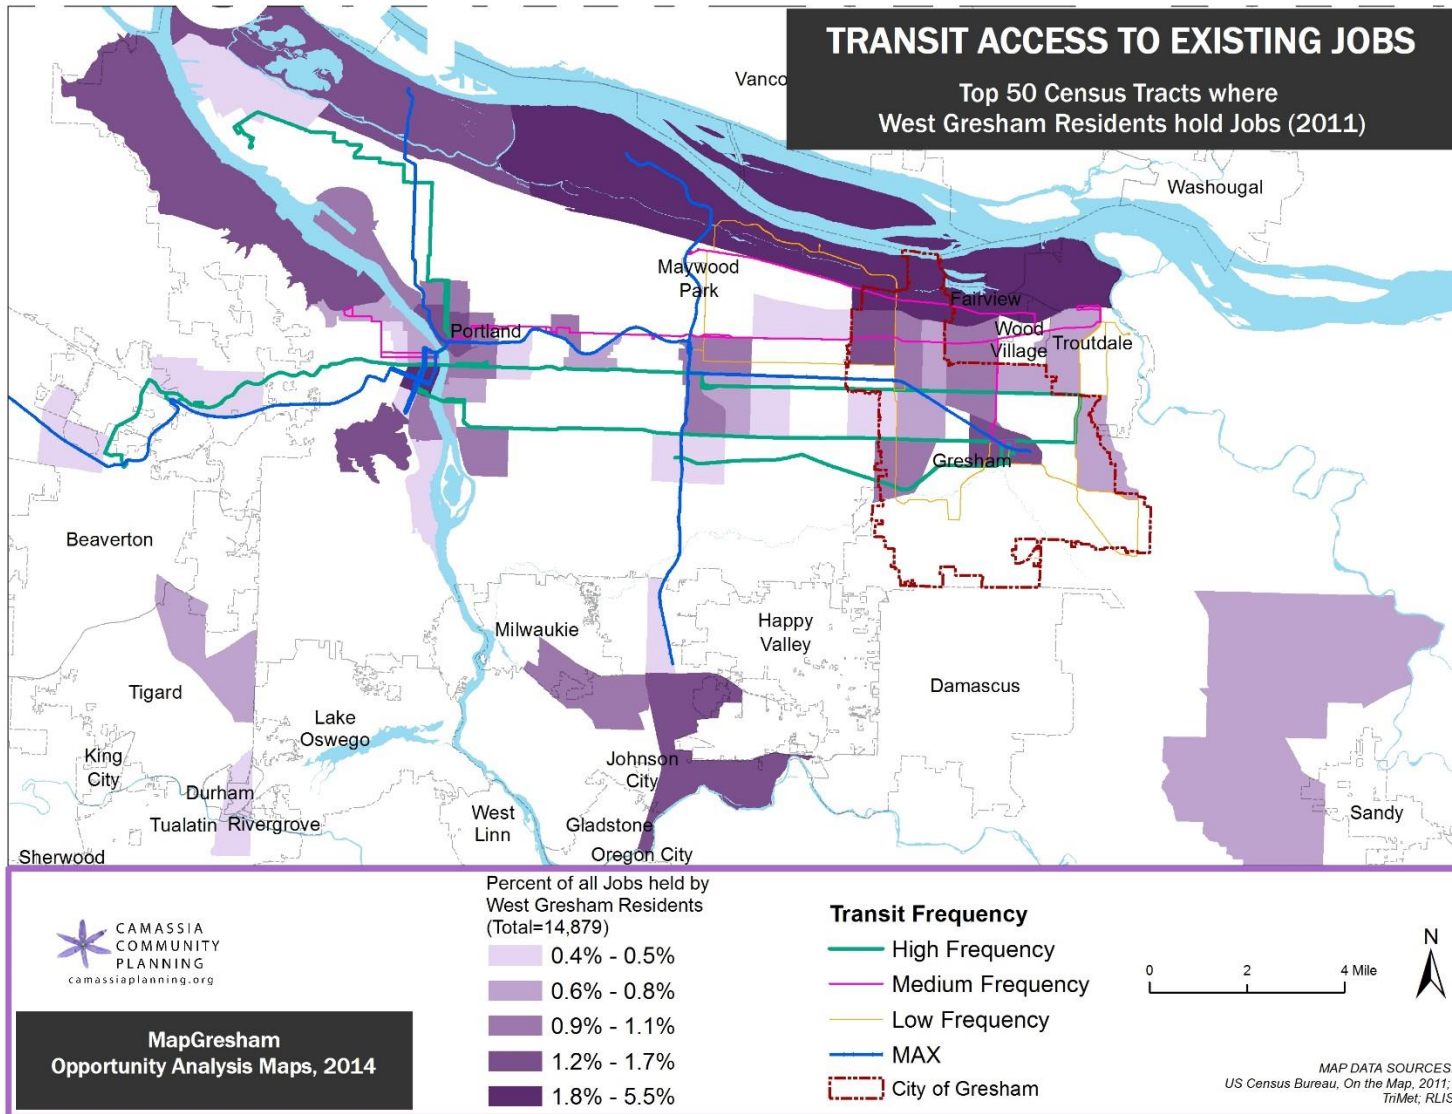 TRANSIT ACCESS TO EXISTING JOBS
Top 50 Census Tracts where
West Gresham Residents hold Jobs (2011)
Vanco
Washougal
Maywood
Park
Fairview
Portland
Wood
Village
Troutdale
Gresham
Beaverton
Milwaukie
Happy
Valley
Tigard
Damascus
Lake
Oswego
King
City
Johnson
City
Durham
Tualatin
Rivergrove
West
Linn
Gladstone
Sandy
Sherwood
Oregon City
CAMASSIA
COMMUNITY
PLANNING
camassiaplanning.org
MapGresham
Opportunity Analysis Maps, 2014
Percent of all Jobs held by
West Gresham Residents
(Total=14,879)
0.4% - 0.5%
0.6% - 0.8%
0.9% - 1.1%
1.2% - 1.7%
1.8% - 5.5%
Transit Frequency
High Frequency
Medium Frequency
Low Frequency
MAX
City of Gresham
0 2 4 Mile
N
MAP DATA SOURCES
US Census Bureau, On the Map, 2011;
TriMet; RLIS